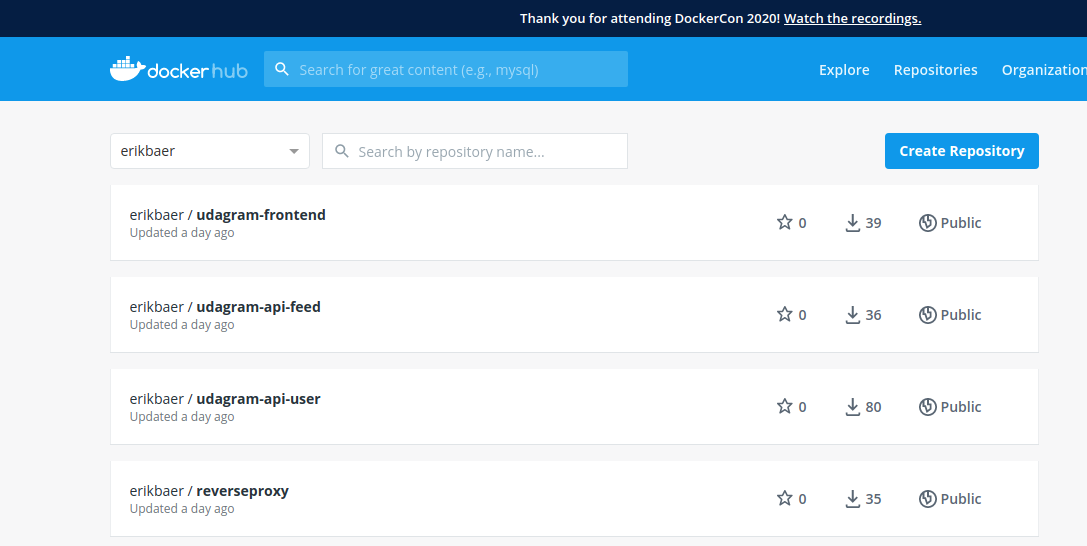 Thank you for attending DockerCon 2020! Watch the recordings.
docker hub
Search for great content (e.g., mysql)
Explore Repositories Organization
erikbaer
Search by repository name...
Create Repository
erikbaer / udagram-frontend
Updated a day ago
0 39 Public
erikbaer / udagram-api-feed
Updated a day ago
0 36 Public
erikbaer / udagram-api-user
Updated a day ago
0 80 Public
erikbaer / reverseproxy
Updated a day ago
0 35 Public